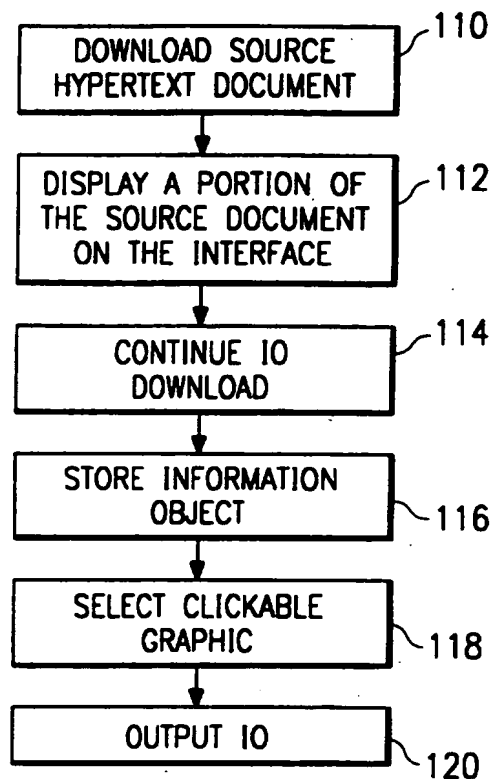 DOWNLOAD SOURCE
HYPERTEXT DOCUMENT
110
DISPLAY A PORTION OF
THE SOURCE DOCUMENT
ON THE INTERFACE
112
CONTINUE IO
DOWNLOAD
114
STORE INFORMATION
OBJECT
116
SELECT CLICKABLE
GRAPHIC
118
OUTPUT IO
120